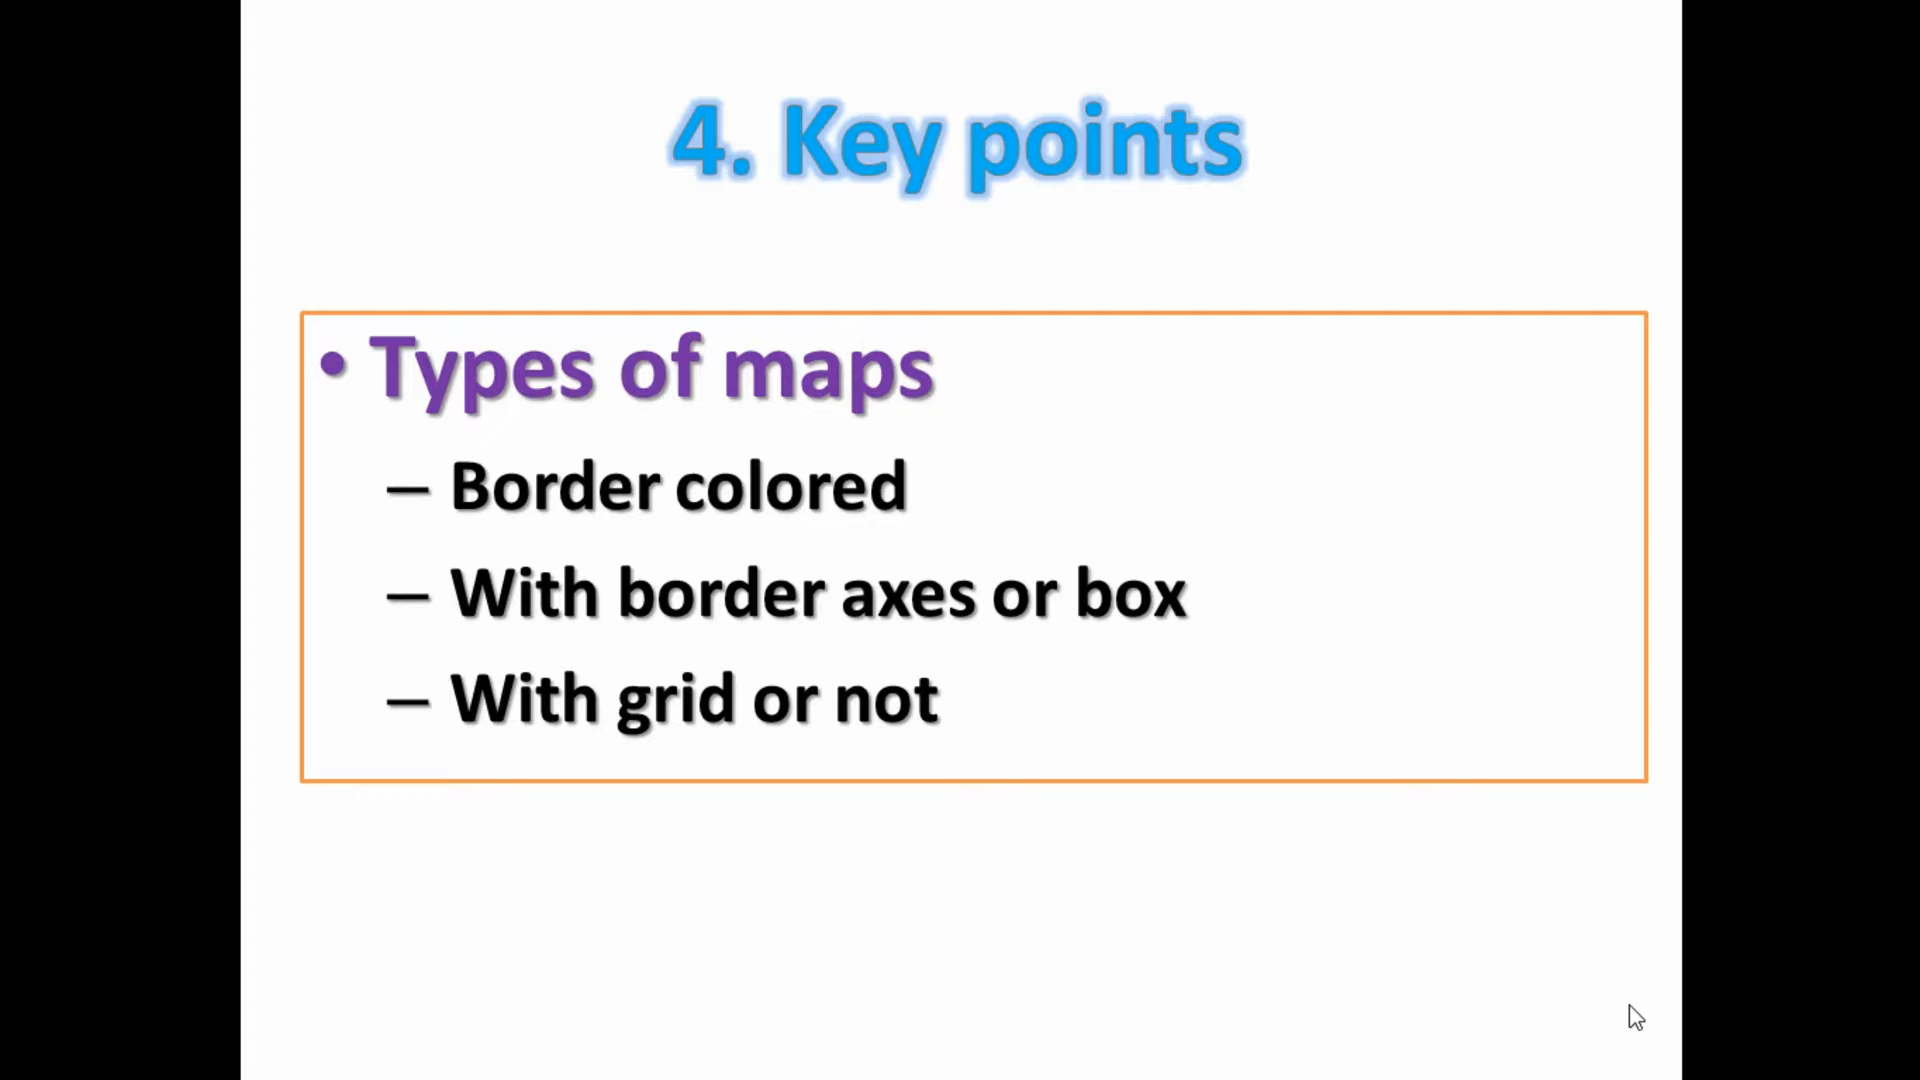 4. Key points
• Types of maps
– Border colored
– With border axes or box
– With grid or not